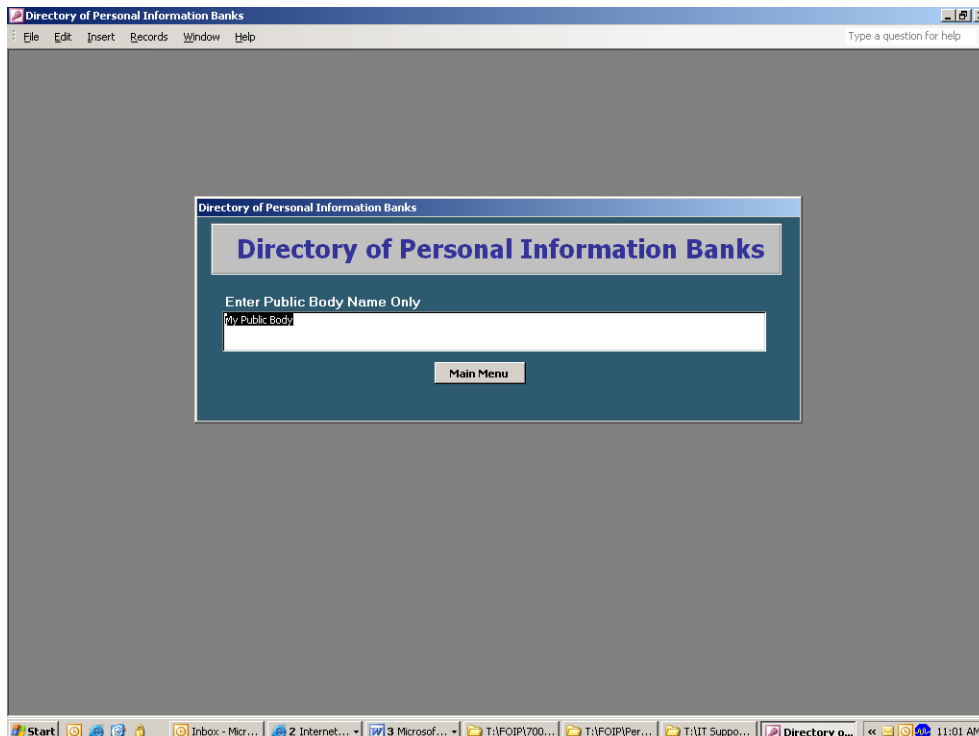 Directory of Personal Information Banks
File Edit Insert Records Window Help Type a question for help
Directory of Personal Information Banks
Directory of Personal Information Banks
Enter Public Body Name Only
My Public Body
Main Menu
Start Inbox - Micr... 2 Internet... 3 Microsof... T:\FOIP\700... T:\FOIP\Per... T:\IT Suppo... Directory o... « 11:01 AM